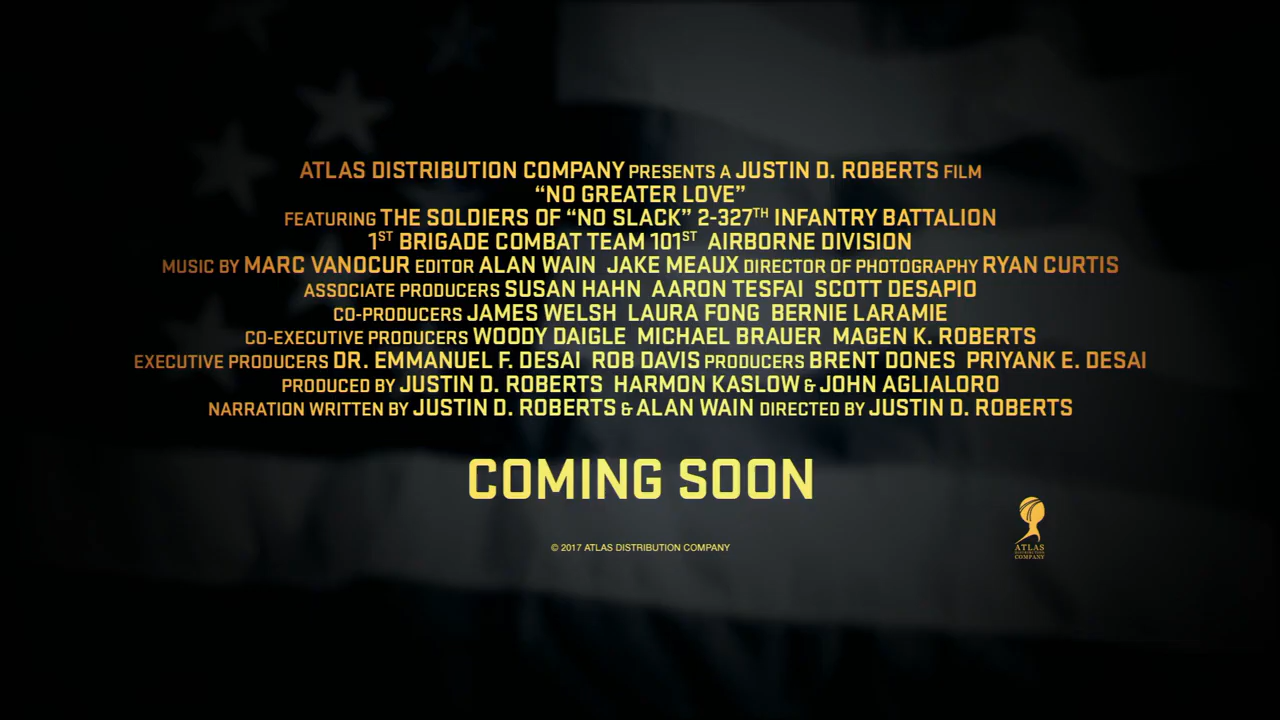 ATLAS DISTRIBUTION COMPANY PRESENTS A JUSTIN D. ROBERTS FILM
“NO GREATER LOVE”
FEATURING THE SOLDIERS OF “NO SLACK” 2-327TH INFANTRY BATTALION
1ST BRIGADE COMBAT TEAM 101ST AIRBORNE DIVISION
MUSIC BY MARC VANOCUR EDITOR ALAN WAIN JAKE MEAUX DIRECTOR OF PHOTOGRAPHY RYAN CURTIS
ASSOCIATE PRODUCERS SUSAN HAHN AARON TESFAI SCOTT DESAPIO
CO-PRODUCERS JAMES WELSH LAURA FONG BERNIE LARAMIE
CO-EXECUTIVE PRODUCERS WOODY DAIGLE MICHAEL BRAUER MAGEN K. ROBERTS
EXECUTIVE PRODUCERS DR. EMMANUEL F. DESAI ROB DAVIS PRODUCERS BRENT DONES PRIYANK E. DESAI
PRODUCED BY JUSTIN D. ROBERTS HARMON KASLOW & JOHN AGLIALORO
NARRATION WRITTEN BY JUSTIN D. ROBERTS & ALAN WAIN DIRECTED BY JUSTIN D. ROBERTS
COMING SOON
© 2017 ATLAS DISTRIBUTION COMPANY
ATLAS
DISTRIBUTION
COMPANY